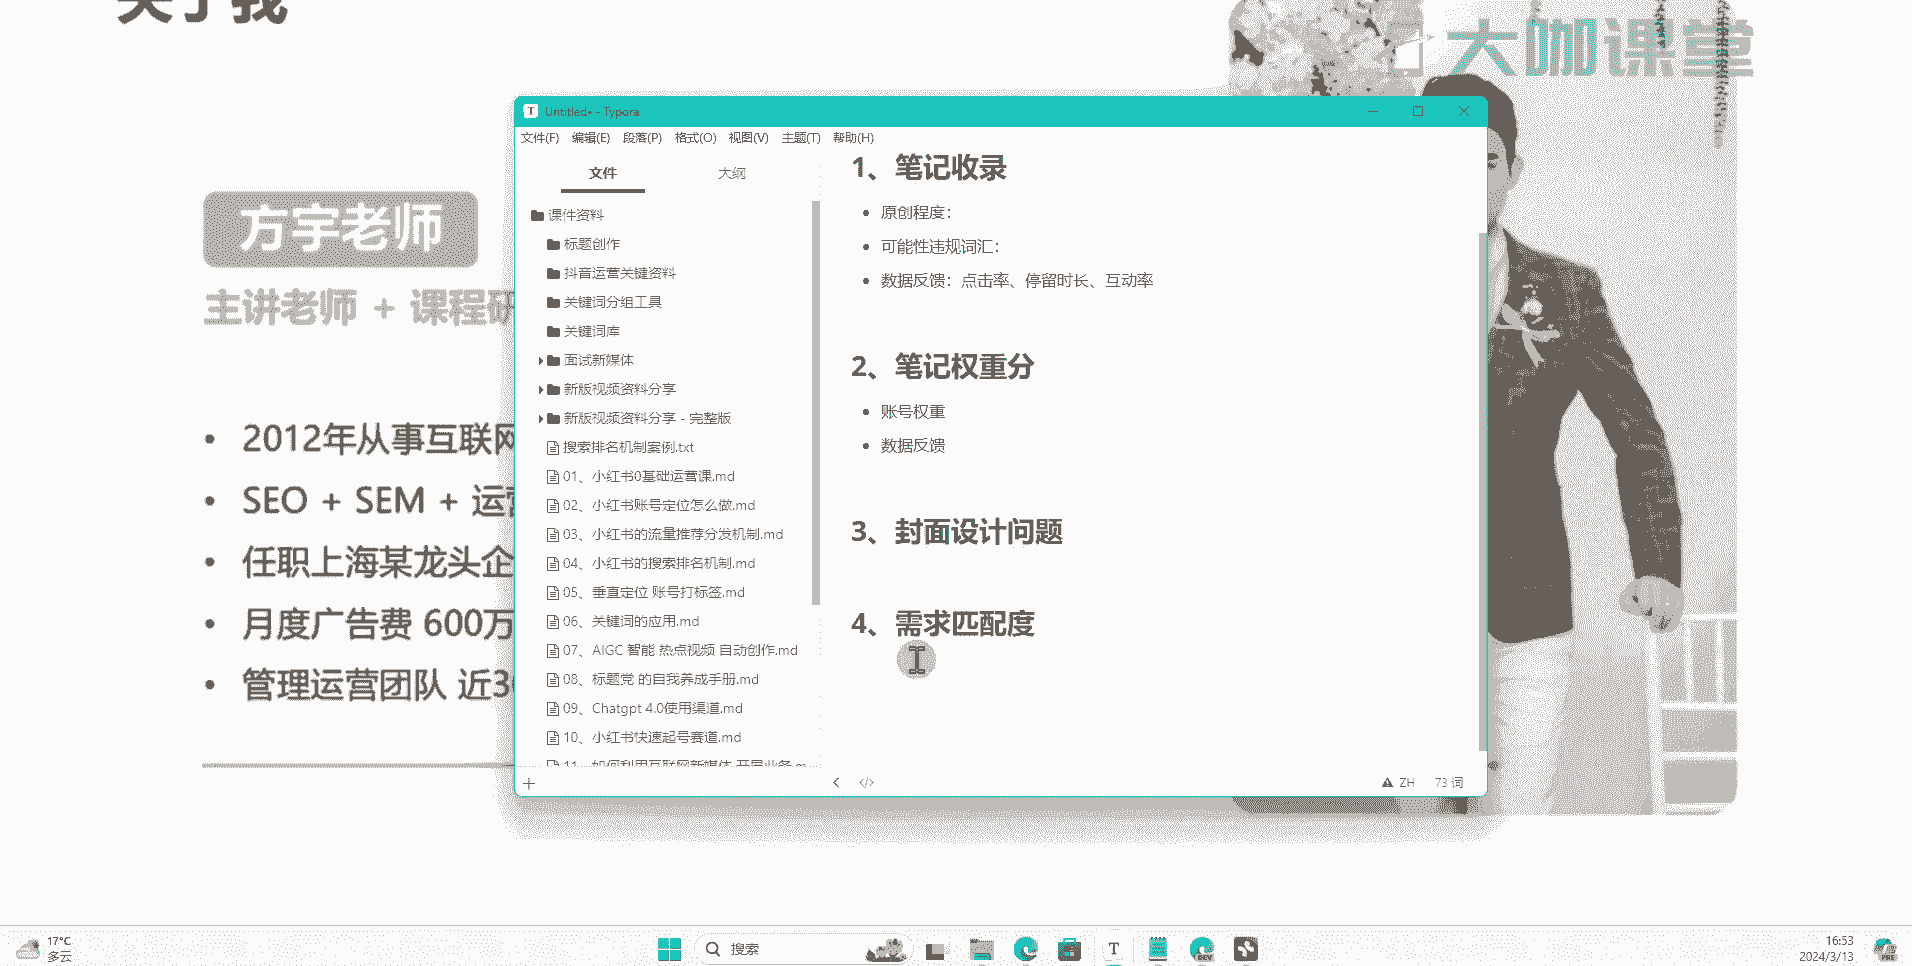 关于我
大咖课堂
方宇老师
主讲老师 + 课程研
2012年从事互联网
SEO + SEM + 运营
任职上海某龙头企
月度广告费 600万
管理运营团队 近30
Untitled• - Typora
文件(F) 编辑(E) 段落(P) 格式(O) 视图(V) 主题(T) 帮助(H)
文件 大纲
课件资料
标题创作
抖音运营关键资料
关键词分组工具
关键词库
面试新媒体
新版视频资料分享
新版视频资料分享 - 完整版
搜索排名机制案例.txt
01、小红书0基础运营课.md
02、小红书账号定位怎么做.md
03、小红书的流量推荐分发机制.md
04、小红书的搜索排名机制.md
05、垂直定位 账号打标签.md
06、关键词的应用.md
07、AIGC 智能 热点视频 自动创作.md
08、标题党 的自我养成手册.md
09、Chatgpt 4.0使用渠道.md
10、小红书快速起号赛道.md
11、如何利用互联网新媒体 开展业务.m
1、笔记收录
原创程度：
可能性违规词汇：
数据反馈：点击率、停留时长、互动率
2、笔记权重分
账号权重
数据反馈
3、封面设计问题
4、需求匹配度
ZH 73 词
17°C
多云
搜索
16:53
2024/3/13